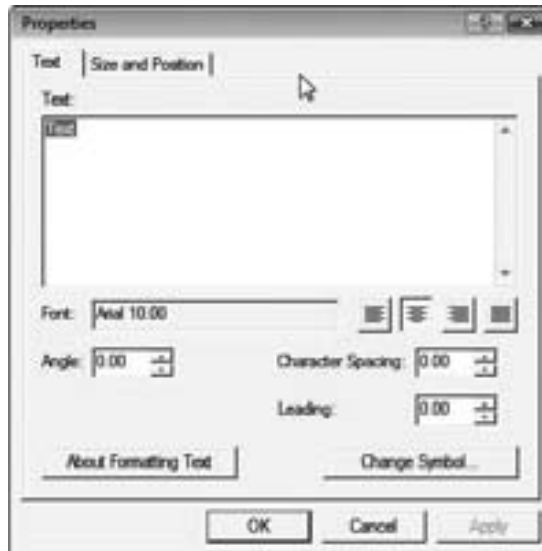 Properties
Text Size and Position
Text:
Text
Font: Arial 10.00
Angle: 0.00 Character Spacing: 0.00
Leading: 0.00
About Formatting Text Change Symbol...
OK Cancel Apply